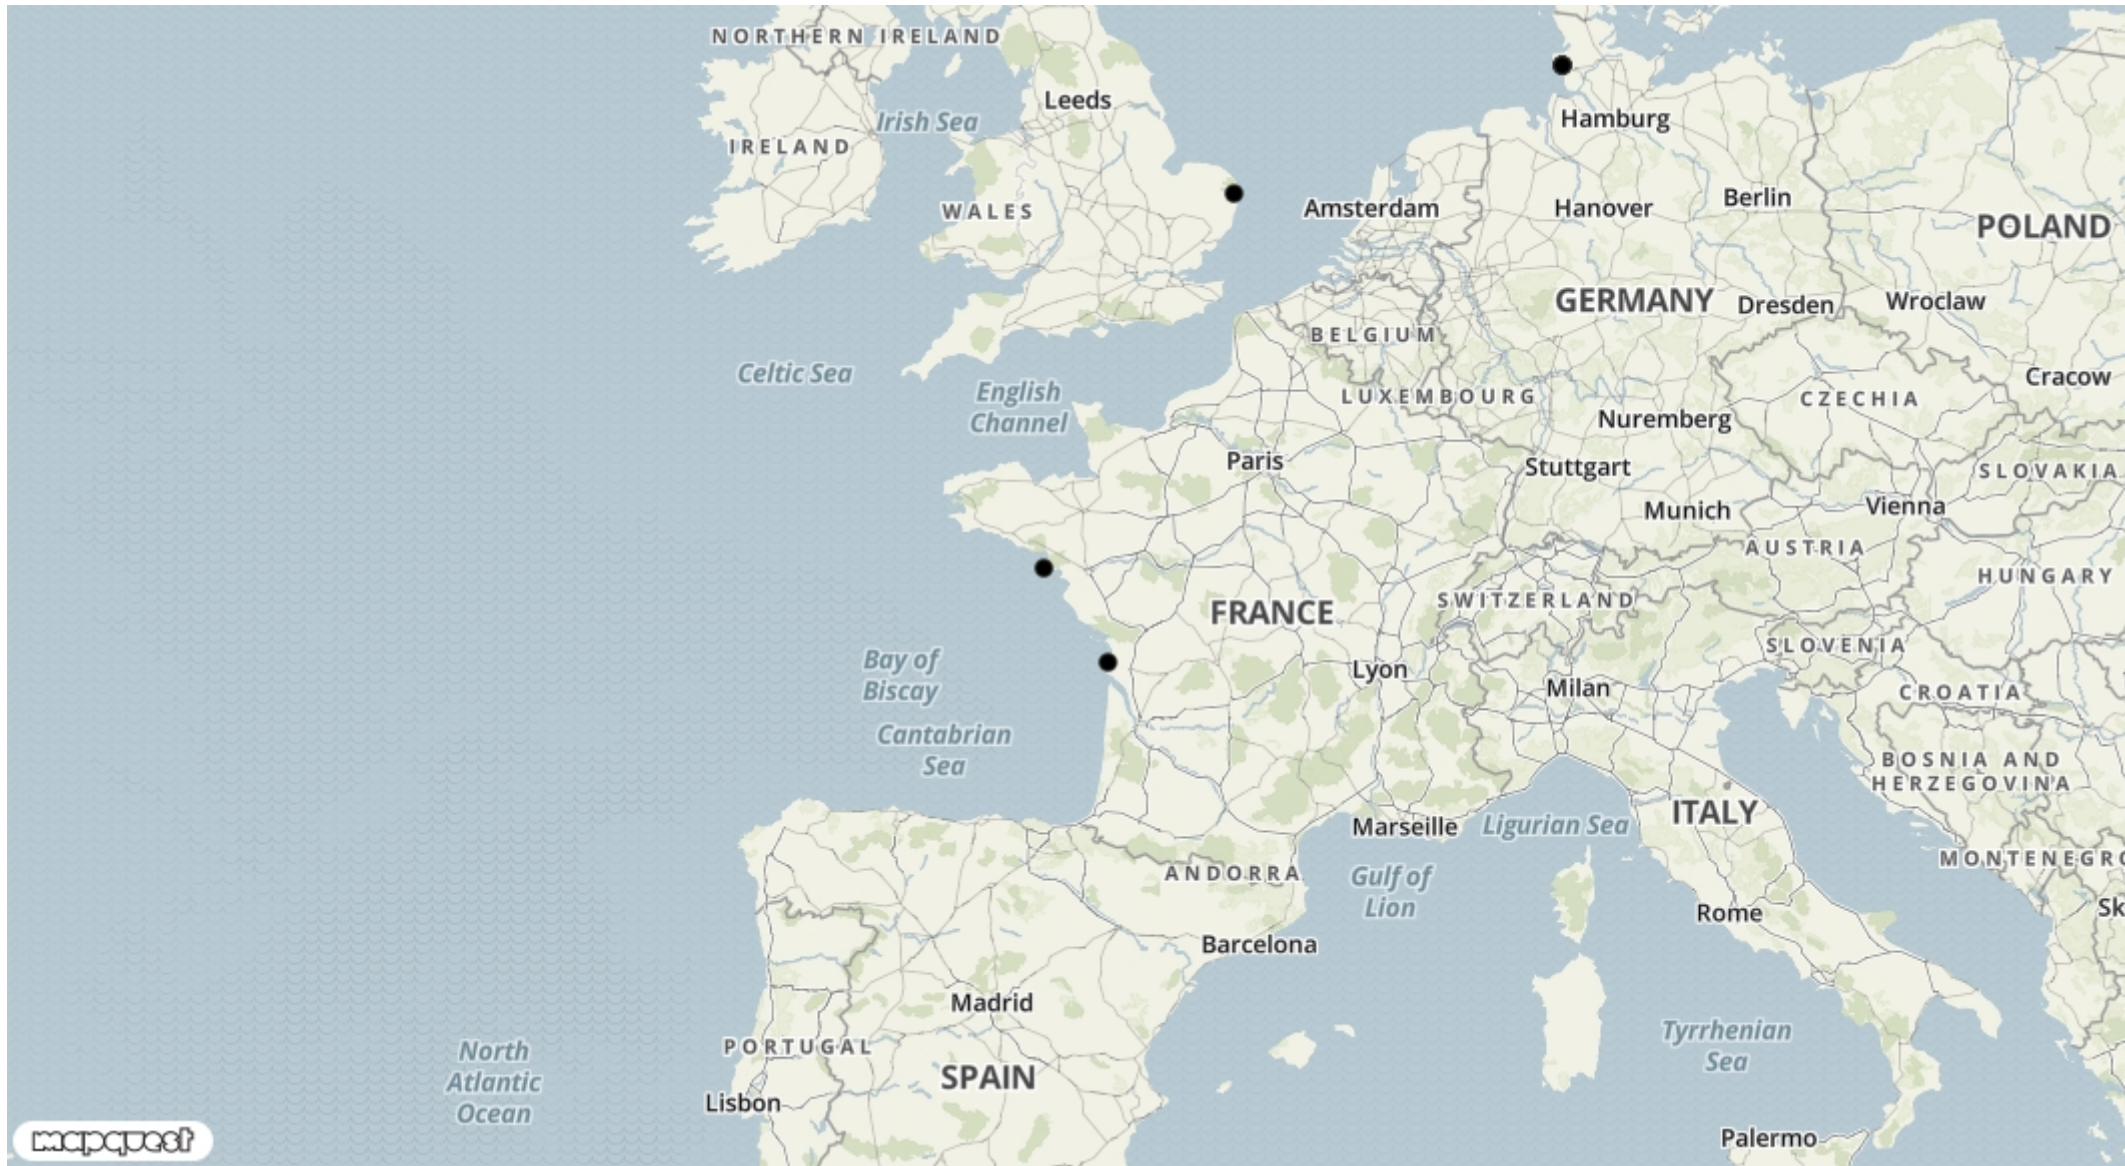 NORTHERN IRELAND
Leeds
Irish Sea
Hamburg
IRELAND
Berlin
WALES
Amsterdam
Hanover
POLAND
GERMANY
Dresden
Wroclaw
BELGIUM
Celtic Sea
English
Channel
LUXEMBOURG
Cracow
CZECHIA
Nuremberg
Paris
Stuttgart
SLOVAKIA
Munich
Vienna
AUSTRIA
HUNGARY
SWITZERLAND
FRANCE
SLOVENIA
Bay of
Biscay
Lyon
Milan
CROATIA
Cantabrian
Sea
BOSNIA AND
HERZEGOVINA
ITALY
Marseille
Ligurian Sea
MONTENEGRO
ANDORRA
Gulf of
Lion
Rome
Sk
Barcelona
Madrid
Tyrrhenian
Sea
PORTUGAL
North
Atlantic
Ocean
SPAIN
Lisbon
mapquest
Palermo